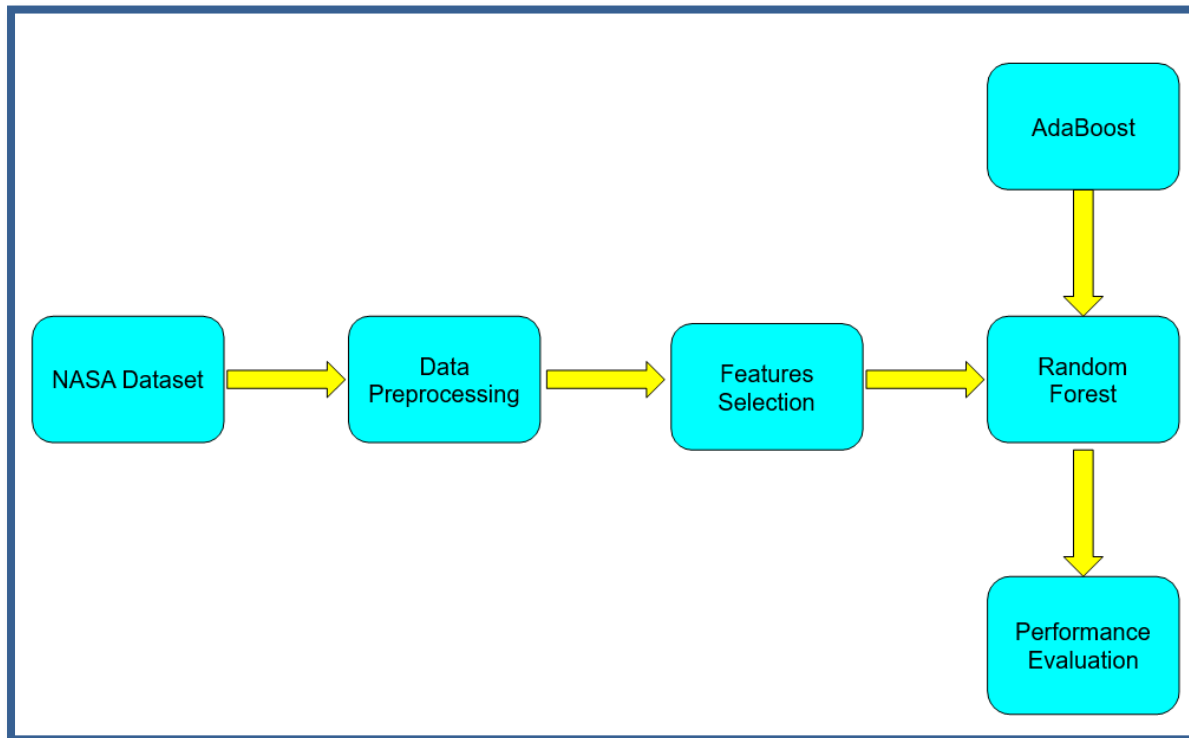 AdaBoost
NASA Dataset
Data
Preprocessing
Features
Selection
Random
Forest
Performance
Evaluation